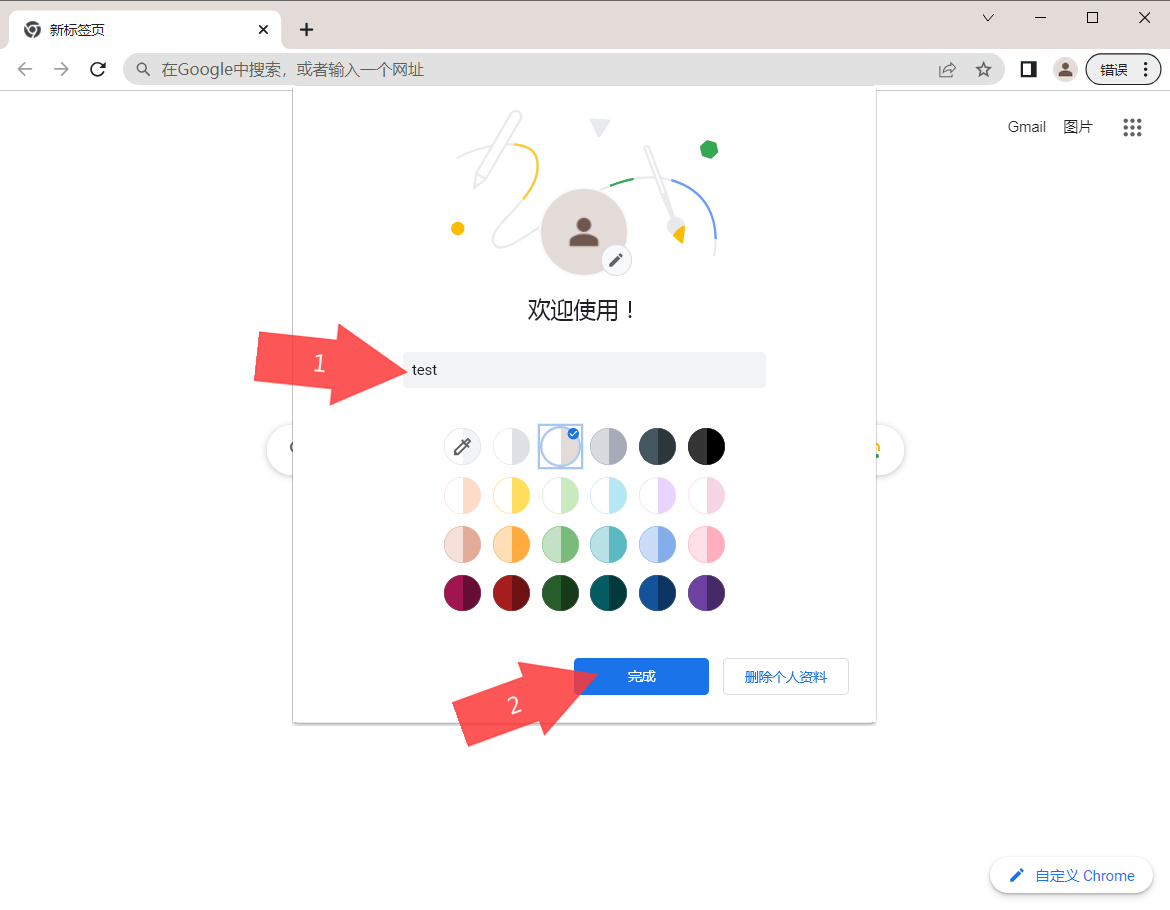 新标签页
在Google中搜索，或者输入一个网址
错误
Gmail 图片
欢迎使用！
1
test
2
完成
删除个人资料
自定义 Chrome